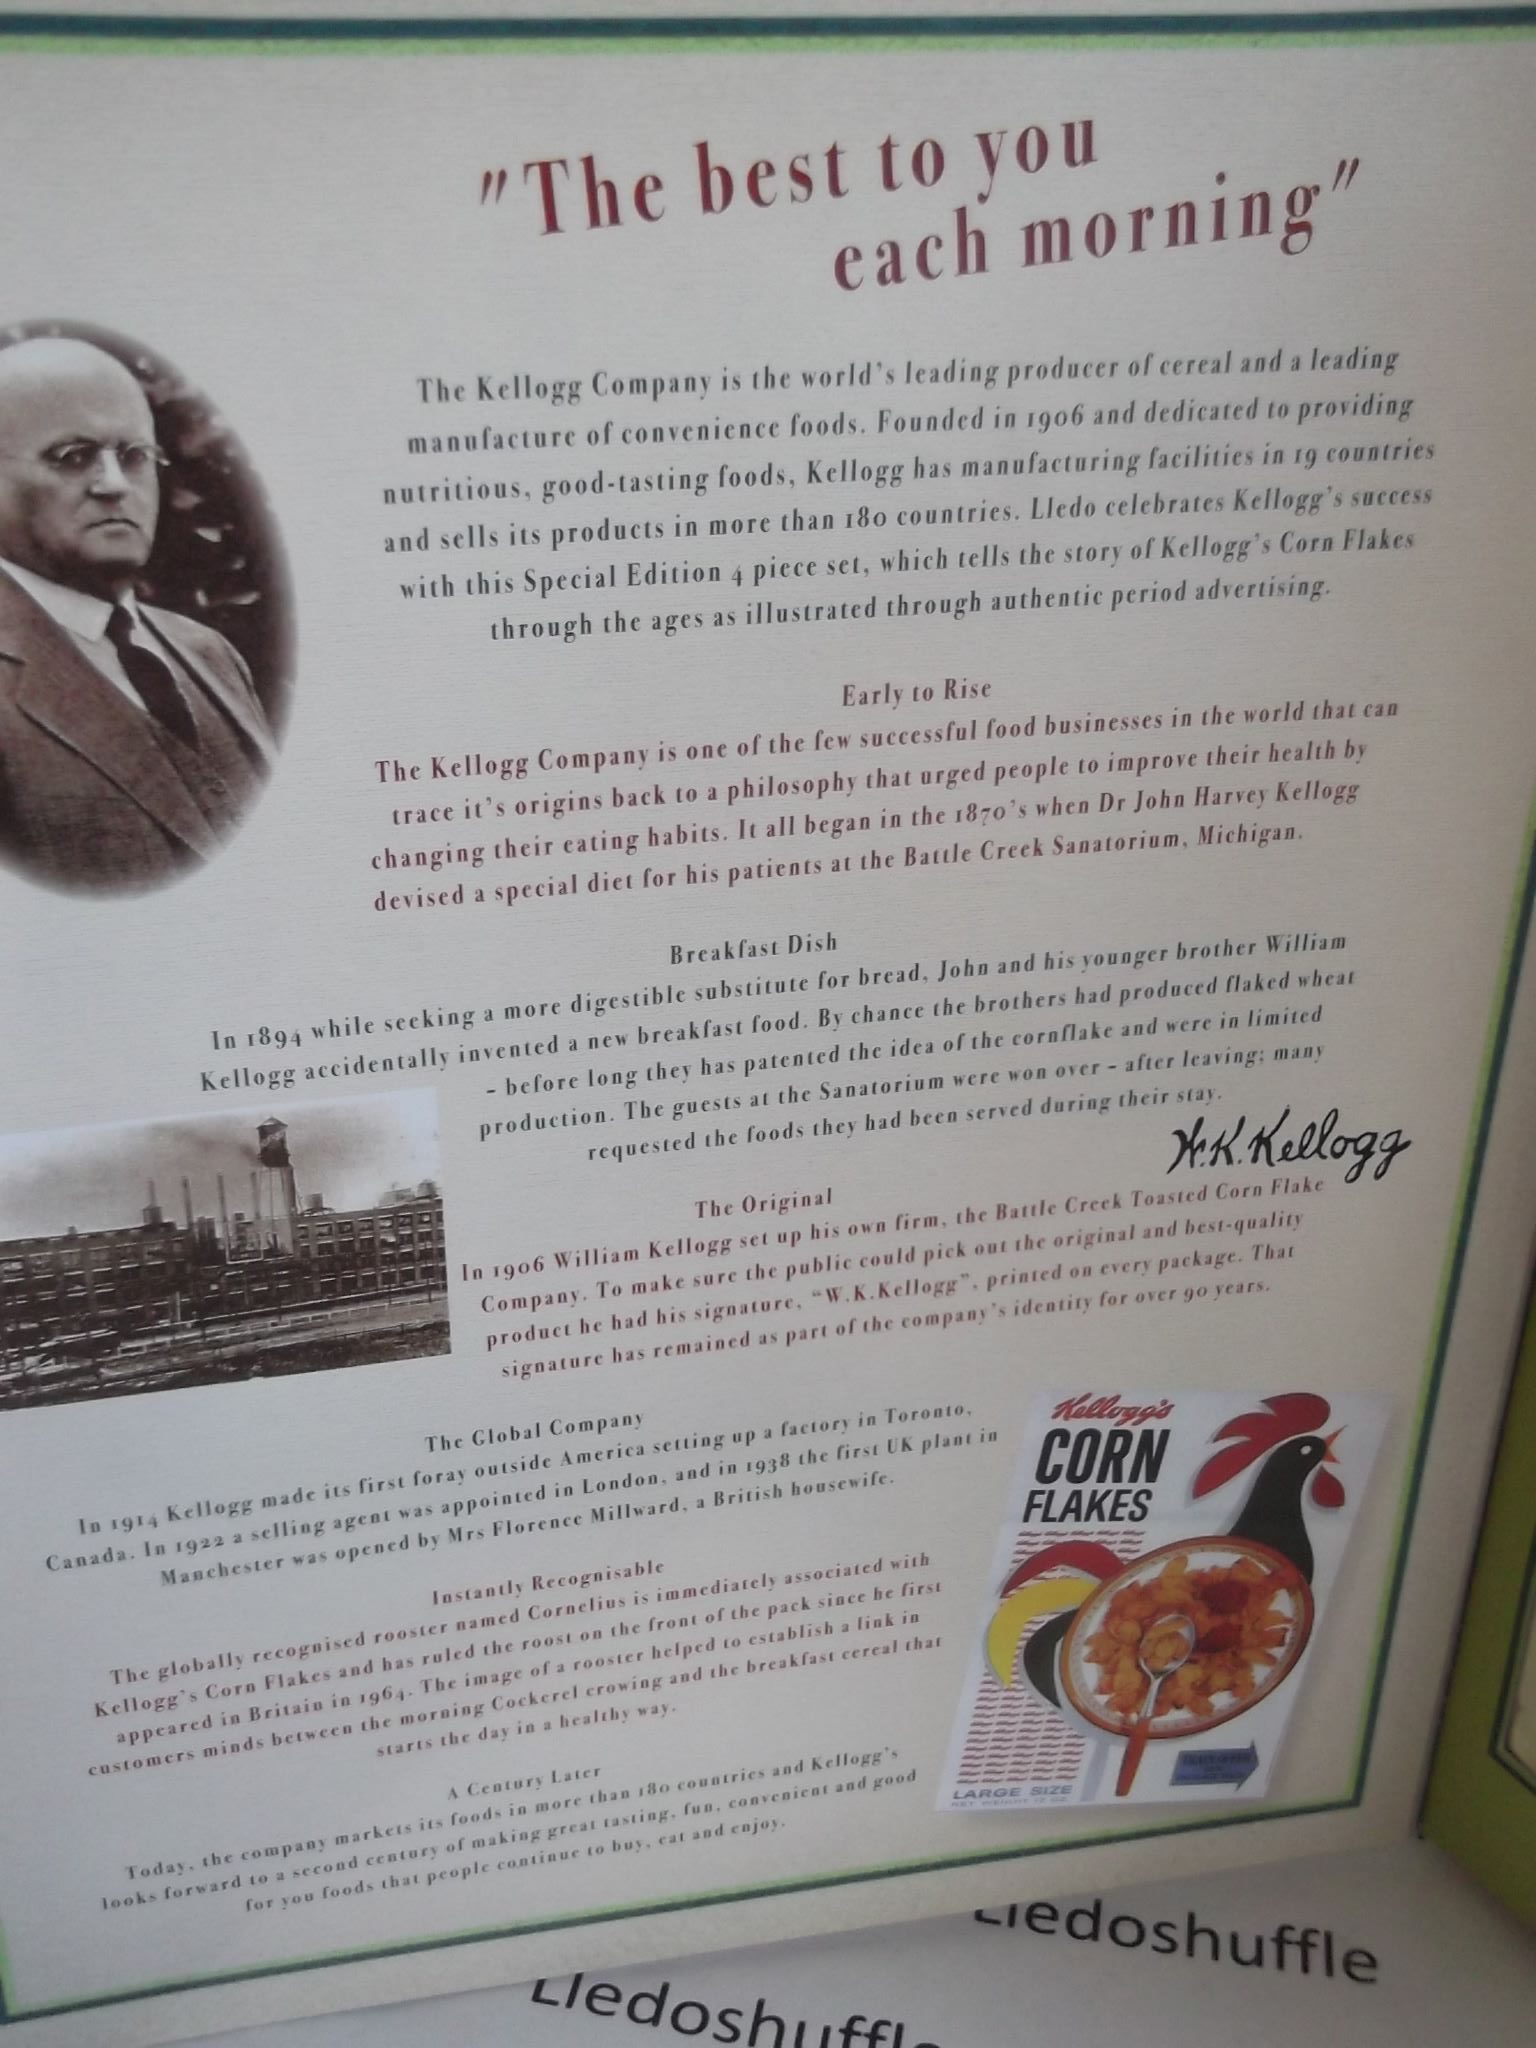 "The best to you
each morning"
The Kellogg Company is the world's leading producer of cereal and a leading
manufacture of convenience foods. Founded in 1906 and dedicated to providing
nutritious, good-tasting foods, Kellogg has manufacturing facilities in 19 countries
and sells its products in more than 180 countries. Lledo celebrates Kellogg's success
with this Special Edition 4 piece set, which tells the story of Kellogg's Corn Flakes
through the ages as illustrated through authentic period advertising.
Early to Rise
The Kellogg Company is one of the few successful food businesses in the world that can
trace it's origins back to a philosophy that urged people to improve their health by
changing their eating habits. It all began in the 1870's when Dr John Harvey Kellogg
devised a special diet for his patients at the Battle Creek Sanatorium, Michigan.
Breakfast Dish
In 1894 while seeking a more digestible substitute for bread, John and his younger brother William
Kellogg accidentally invented a new breakfast food. By chance the brothers had produced flaked wheat
- before long they has patented the idea of the cornflake and were in limited
production. The guests at the Sanatorium were won over - after leaving; many
requested the foods they had been served during their stay.
W.K.Kellogg
The Original
In 1906 William Kellogg set up his own firm, the Battle Creek Toasted Corn Flake
Company. To make sure the public could pick out the original and best-quality
product he had his signature, "W.K.Kellogg", printed on every package. That
signature has remained as part of the company's identity for over 90 years.
The Global Company
In 1914 Kellogg made its first foray outside America setting up a factory in Toronto,
Canada. In 1922 a selling agent was appointed in London, and in 1938 the first UK plant in
Manchester was opened by Mrs Florence Millward, a British housewife.
Instantly Recognisable
The globally recognised rooster named Cornelius is immediately associated with
Kellogg's Corn Flakes and has ruled the roost on the front of the pack since he first
appeared in Britain in 1964. The image of a rooster helped to establish a link in
customers minds between the morning Cockerel crowing and the breakfast cereal that
starts the day in a healthy way.
A Century Later
Today, the company markets its foods in more than 180 countries and Kellogg's
looks forward to a second century of making great tasting, fun, convenient and good
for you foods that people continue to buy, eat and enjoy.
Kellogg's
CORN
FLAKES
LARGE SIZE
Lledoshuffle
Lledoshuffle